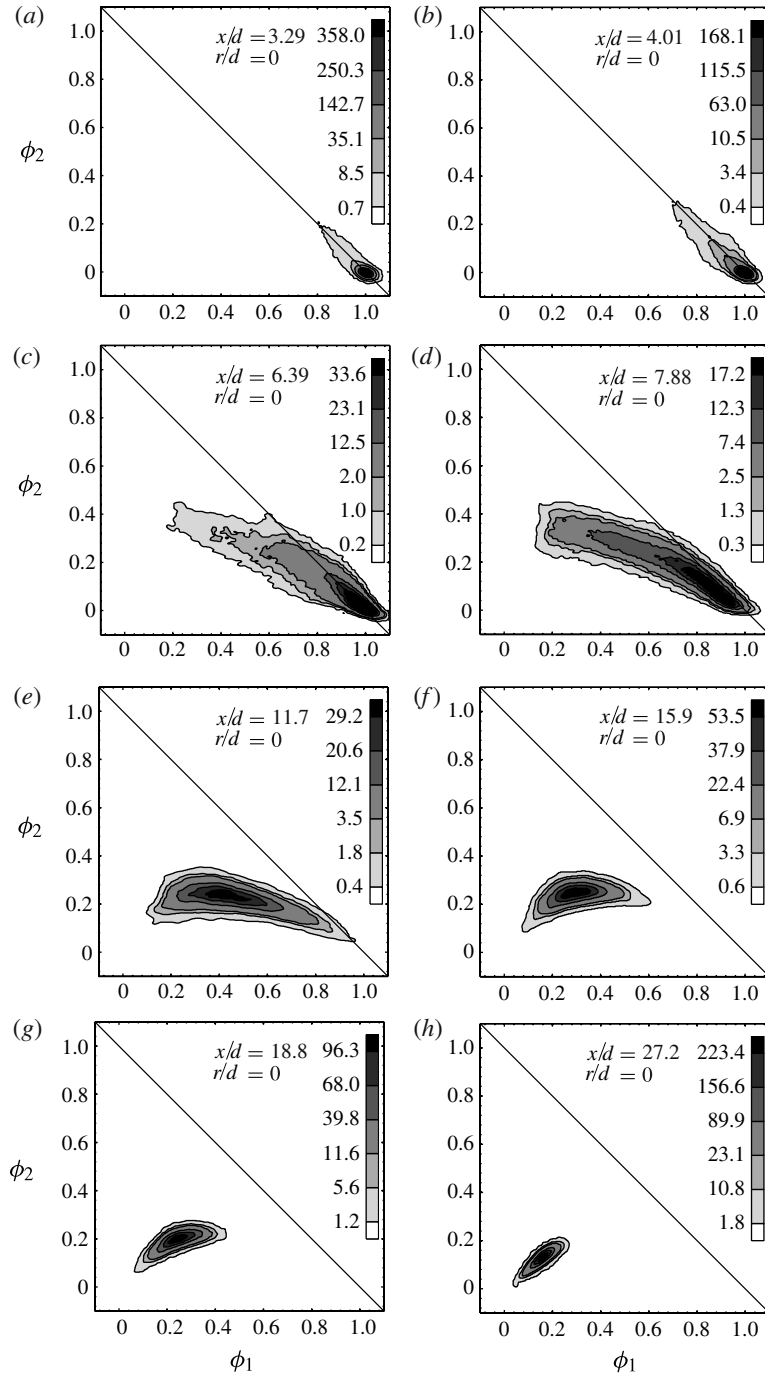 (a)
x/d = 3.29
r/d = 0
358.0
250.3
142.7
35.1
8.5
0.7
1.0
0.8
0.6
0.4
0.2
0
ϕ2
0 0.2 0.4 0.6 0.8 1.0
(b)
x/d = 4.01
r/d = 0
168.1
115.5
63.0
10.5
3.4
0.4
1.0
0.8
0.6
0.4
0.2
0
0 0.2 0.4 0.6 0.8 1.0
(c)
x/d = 6.39
r/d = 0
33.6
23.1
12.5
2.0
1.0
0.2
1.0
0.8
0.6
0.4
0.2
0
ϕ2
0 0.2 0.4 0.6 0.8 1.0
(d)
x/d = 7.88
r/d = 0
17.2
12.3
7.4
2.5
1.3
0.3
1.0
0.8
0.6
0.4
0.2
0
0 0.2 0.4 0.6 0.8 1.0
(e)
x/d = 11.7
r/d = 0
29.2
20.6
12.1
3.5
1.8
0.4
1.0
0.8
0.6
0.4
0.2
0
ϕ2
0 0.2 0.4 0.6 0.8 1.0
(f)
x/d = 15.9
r/d = 0
53.5
37.9
22.4
6.9
3.3
0.6
1.0
0.8
0.6
0.4
0.2
0
0 0.2 0.4 0.6 0.8 1.0
(g)
x/d = 18.8
r/d = 0
96.3
68.0
39.8
11.6
5.6
1.2
1.0
0.8
0.6
0.4
0.2
0
ϕ2
0 0.2 0.4 0.6 0.8 1.0
ϕ1
(h)
x/d = 27.2
r/d = 0
223.4
156.6
89.9
23.1
10.8
1.8
1.0
0.8
0.6
0.4
0.2
0
0 0.2 0.4 0.6 0.8 1.0
ϕ1